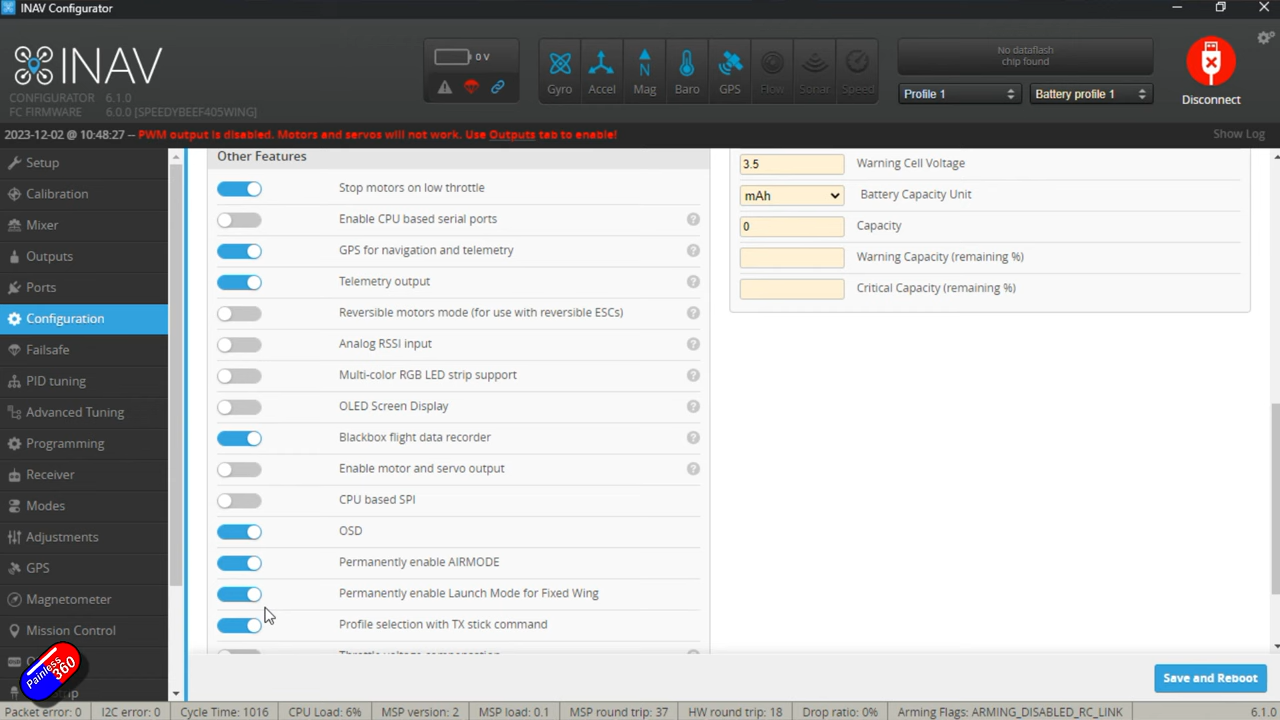 INAV Configurator
INAV
CONFIGURATOR 6.1.0
FC FIRMWARE 6.0.0 [SPEEDYBEEF405WING]
0 V
Gyro
Accel
Mag
Baro
GPS
Flow
Sonar
Speed
No dataflash
chip found
Profile 1
Battery profile 1
Disconnect
2023-12-02 @ 10:48:27 -- PWM output is disabled. Motors and servos will not work. Use Outputs tab to enable!
Show Log
Setup
Calibration
Mixer
Outputs
Ports
Configuration
Failsafe
PID tuning
Advanced Tuning
Programming
Receiver
Modes
Adjustments
GPS
Magnetometer
Mission Control
Painless360
Other Features
Stop motors on low throttle
Enable CPU based serial ports
GPS for navigation and telemetry
Telemetry output
Reversible motors mode (for use with reversible ESCs)
Analog RSSI input
Multi-color RGB LED strip support
OLED Screen Display
Blackbox flight data recorder
Enable motor and servo output
CPU based SPI
OSD
Permanently enable AIRMODE
Permanently enable Launch Mode for Fixed Wing
Profile selection with TX stick command
3.5 Warning Cell Voltage
mAh Battery Capacity Unit
0 Capacity
Warning Capacity (remaining %)
Critical Capacity (remaining %)
Save and Reboot
Packet error: 0 I2C error: 0 Cycle Time: 1016 CPU Load: 6% MSP version: 2 MSP load: 0.1 MSP round trip: 37 HW round trip: 18 Drop ratio: 0% Arming Flags: ARMING_DISABLED_RC_LINK 6.1.0